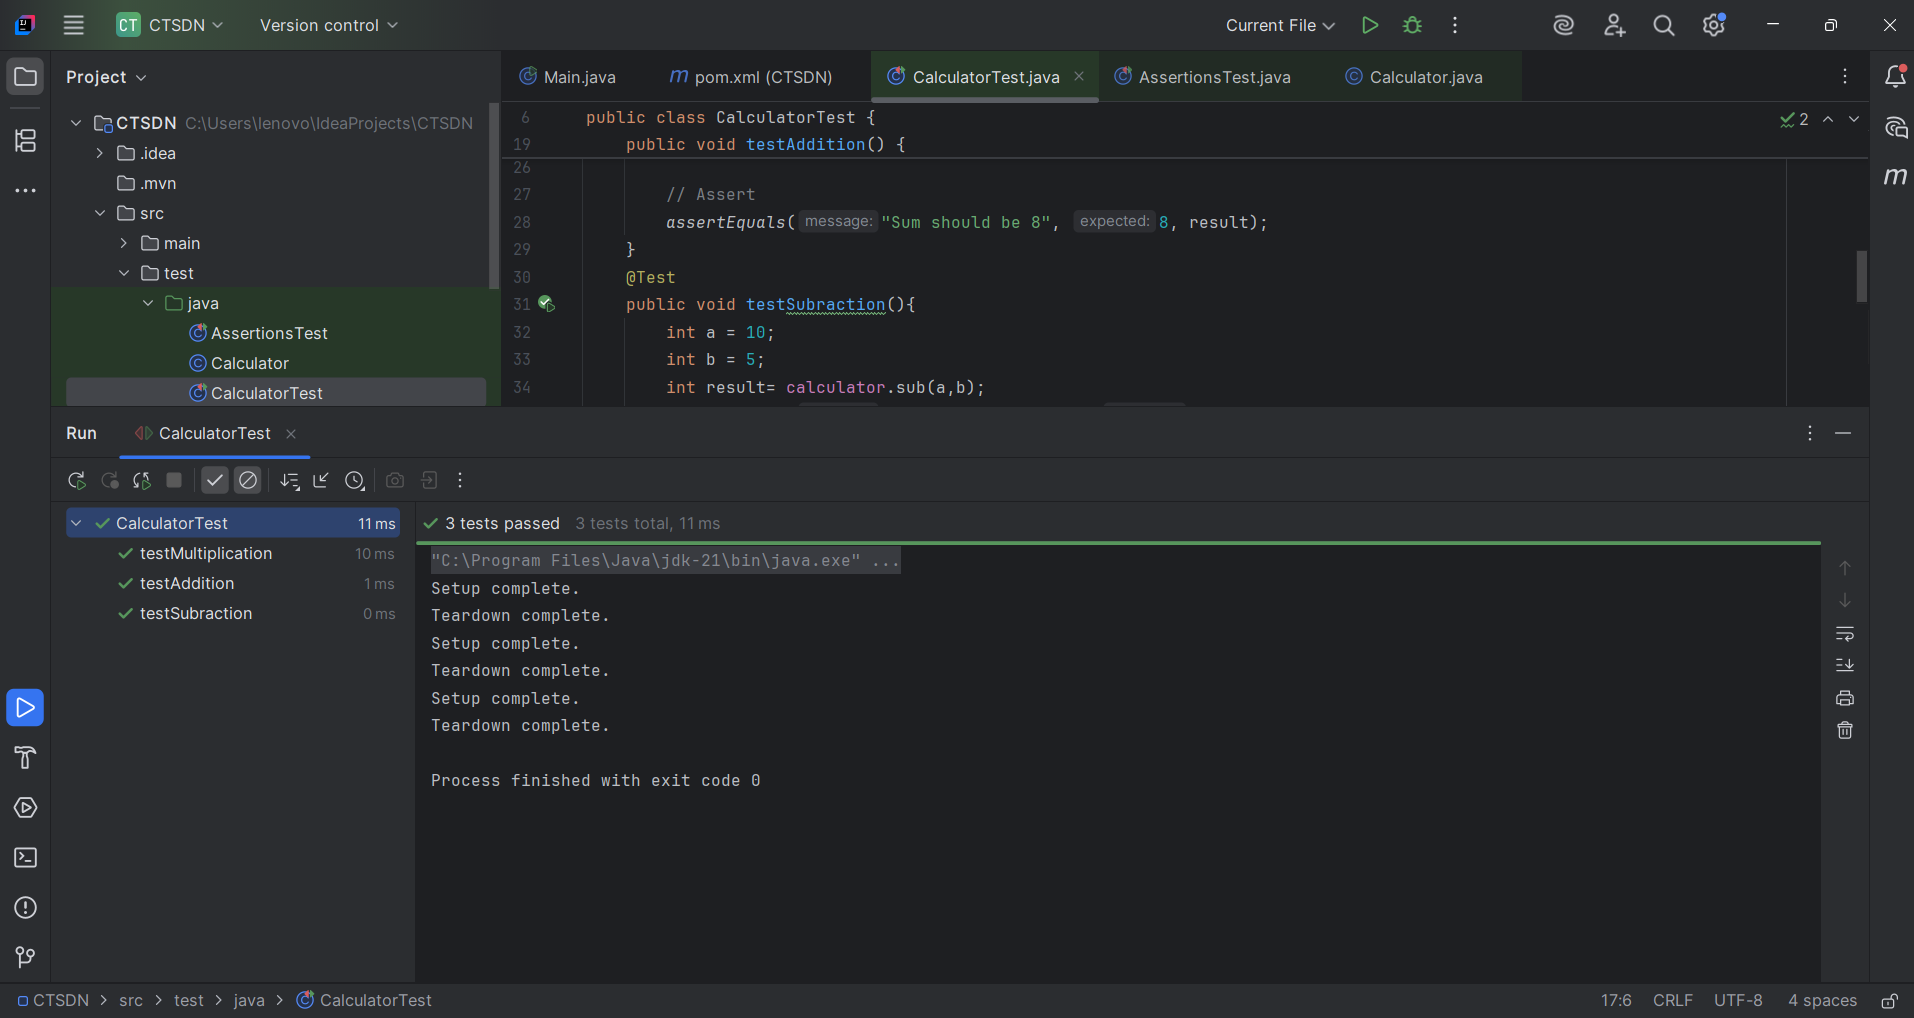 CT CTSDN Version control Current File
Project
Main.java m pom.xml (CTSDN) CalculatorTest.java AssertionsTest.java Calculator.java
CTSDN C:\Users\lenovo\IdeaProjects\CTSDN
.idea
.mvn
src
main
test
java
AssertionsTest
Calculator
CalculatorTest
6 public class CalculatorTest { 2
19 public void testAddition() {
26
27 // Assert
28 assertEquals( message: "Sum should be 8", expected: 8, result);
29 }
30 @Test
31 public void testSubraction(){
32 int a = 10;
33 int b = 5;
34 int result= calculator.sub(a,b);
m
Run CalculatorTest
CalculatorTest 11 ms
testMultiplication 10 ms
testAddition 1 ms
testSubraction 0 ms
3 tests passed 3 tests total, 11 ms
"C:\Program Files\Java\jdk-21\bin\java.exe" ...
Setup complete.
Teardown complete.
Setup complete.
Teardown complete.
Setup complete.
Teardown complete.
Process finished with exit code 0
CTSDN > src > test > java > CalculatorTest 17:6 CRLF UTF-8 4 spaces